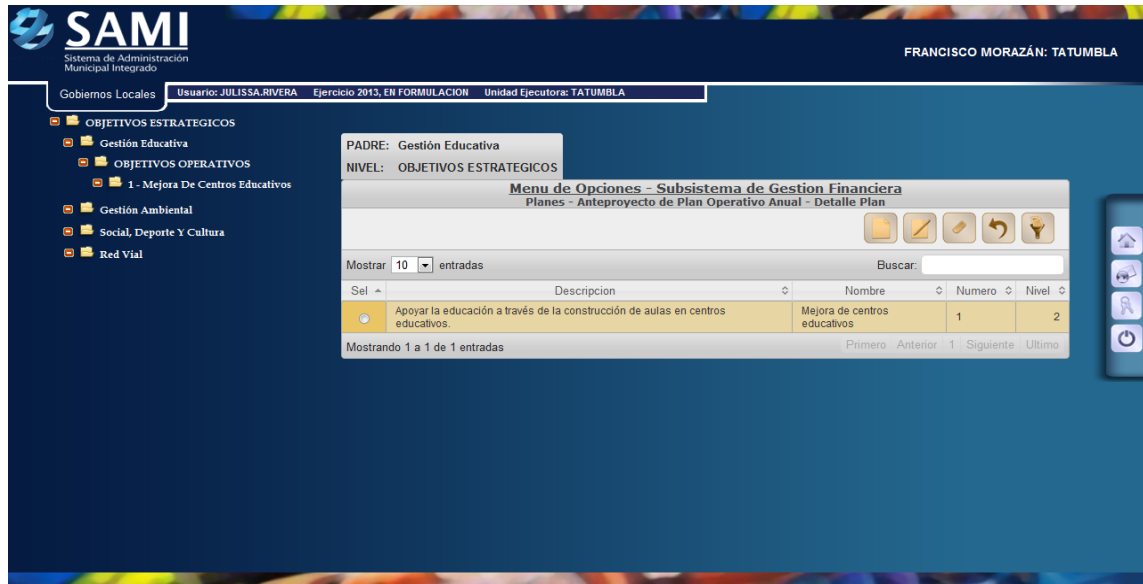 SAMI
Sistema de Administración
Municipal Integrado
FRANCISCO MORAZÁN: TATUMBLA
Gobiernos Locales
Usuario: JULISSA.RIVERA Ejercicio 2013, EN FORMULACION Unidad Ejecutora: TATUMBLA
OBJETIVOS ESTRATEGICOS
Gestión Educativa
OBJETIVOS OPERATIVOS
1 - Mejora De Centros Educativos
Gestión Ambiental
Social, Deporte Y Cultura
Red Vial
PADRE: Gestión Educativa
NIVEL: OBJETIVOS ESTRATEGICOS
Menu de Opciones - Subsistema de Gestion Financiera
Planes - Anteproyecto de Plan Operativo Anual - Detalle Plan
Mostrar 10 entradas Buscar:
Sel Descripcion Nombre Numero Nivel
Apoyar la educación a través de la construcción de aulas en centros
educativos.
Mejora de centros
educativos
1 2
Mostrando 1 a 1 de 1 entradas Primero Anterior 1 Siguiente Ultimo